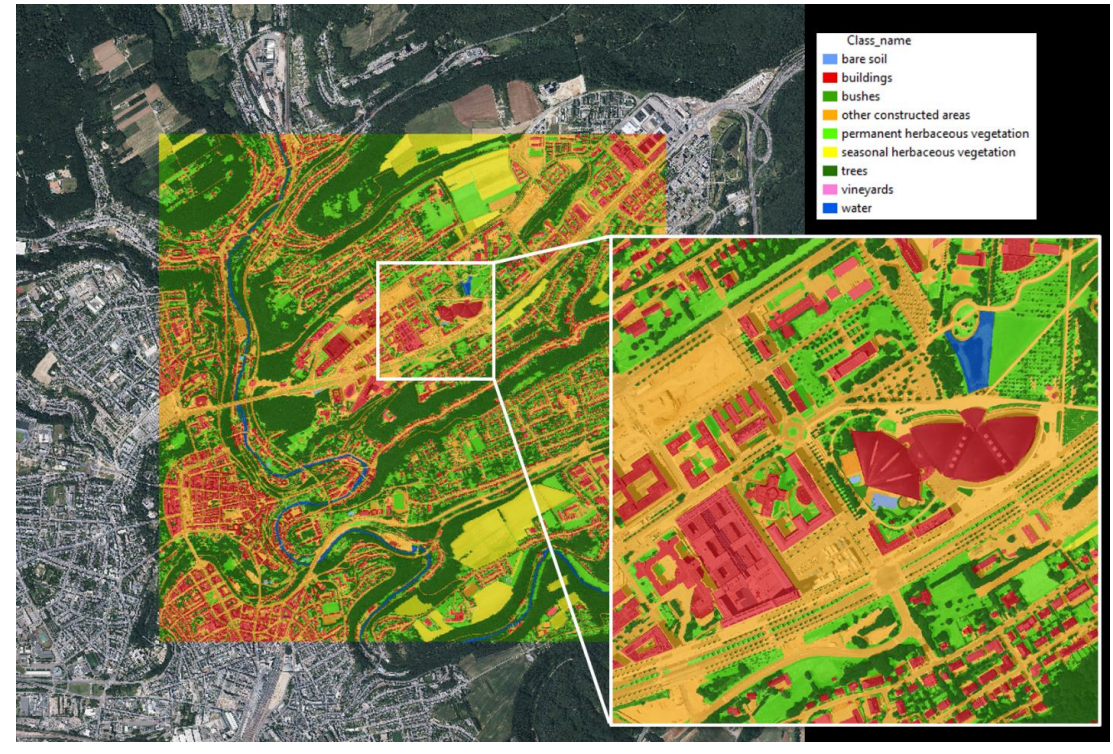 Class_name
bare soil
buildings
bushes
other constructed areas
permanent herbaceous vegetation
seasonal herbaceous vegetation
trees
vineyards
water